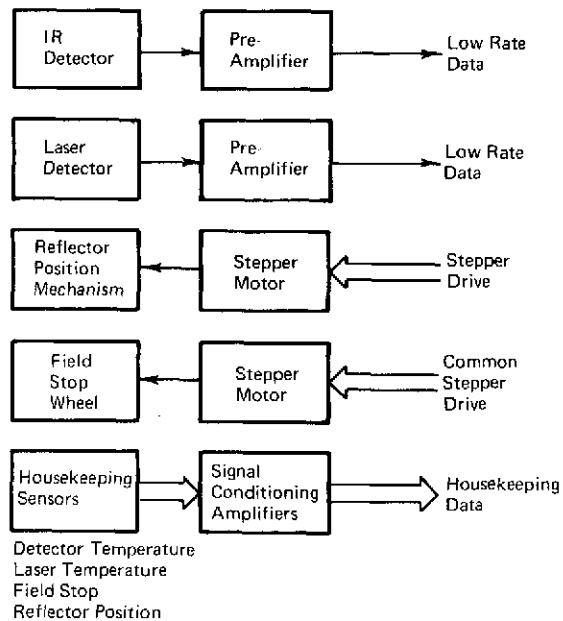 IR
Detector
Pre-
Amplifier
Low Rate
Data
Laser
Detector
Pre-
Amplifier
Low Rate
Data
Reflector
Position
Mechanism
Stepper
Motor
Stepper
Drive
Field
Stop
Wheel
Stepper
Motor
Common
Stepper
Drive
Housekeeping
Sensors
Signal
Conditioning
Amplifiers
Housekeeping
Data
Detector Temperature
Laser Temperature
Field Stop
Reflector Position